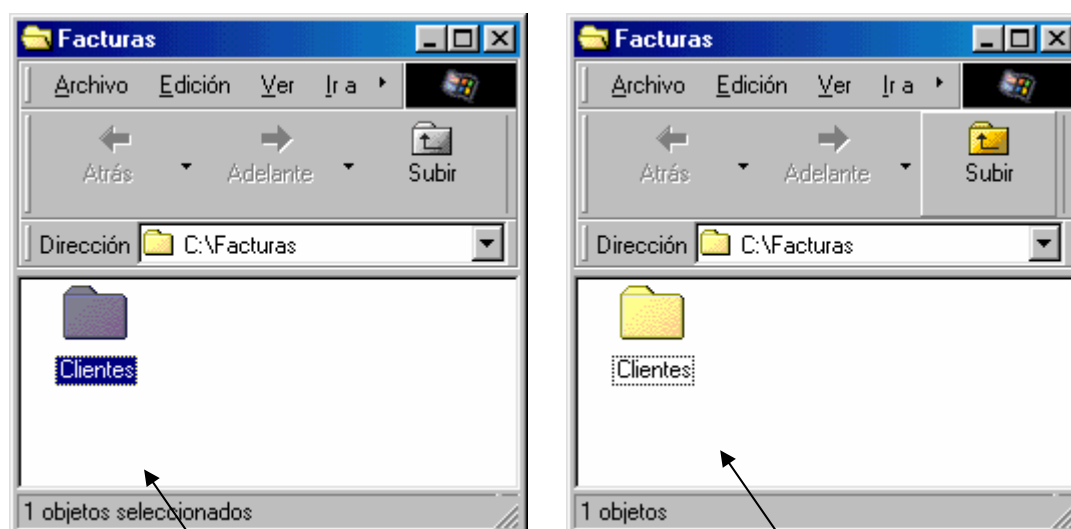 Facturas
Archivo Edición Ver Ir a
Atrás Adelante Subir
Dirección C:\Facturas
Clientes
1 objetos seleccionados
Facturas
Archivo Edición Ver Ir a
Atrás Adelante Subir
Dirección C:\Facturas
Clientes
1 objetos